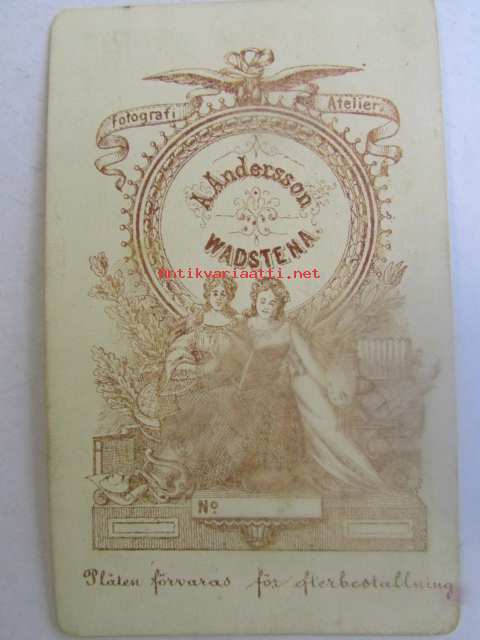 Fotografi Atelier
A. Andersson
WADSTENA.
antikvariaatti.net
No
Plåten förvaras för efterbeställning